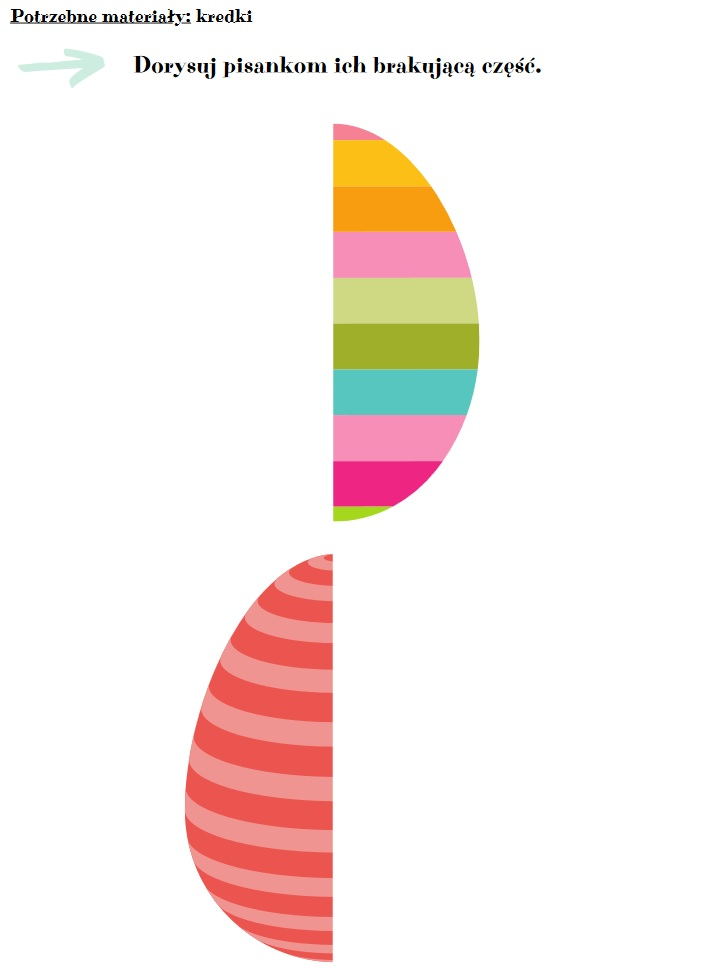 Potrzebne materiały: kredki
Dorysuj pisankom ich brakującą część.